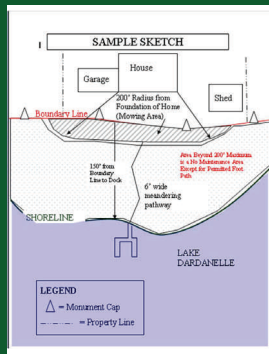 SAMPLE SKETCH
House
Garage
200" Radius from
Foundation of Home
(Mowing Area)
Shed
Boundary Line
150" from
Boundary
Line to Dock
6" wide
meandering
pathway
Area Beyond 200" Maximum
is a No Maintenance Area
Except for Permitted Foot
Path
SHORELINE
LAKE
DARDANELLE
LEGEND
= Monument Cap
= Property Line